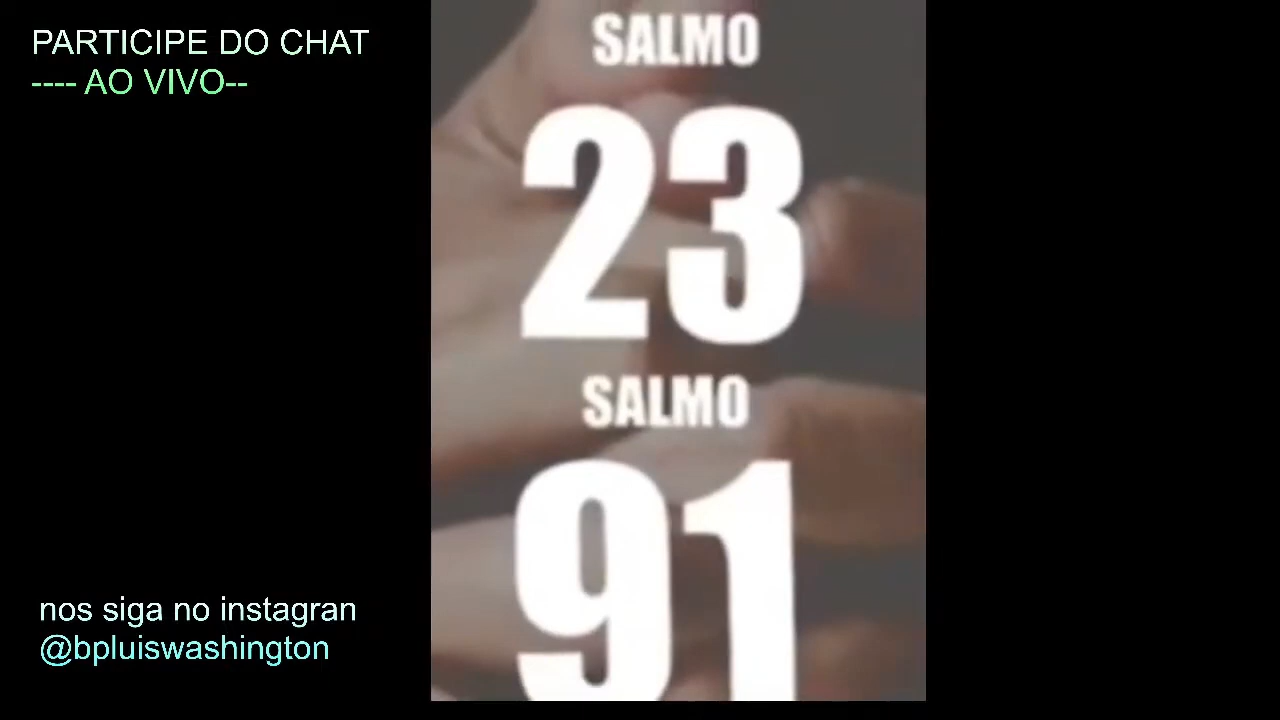 PARTICIPE DO CHAT
---- AO VIVO--
SALMO
23
SALMO
91
nos siga no instagran
@bpluiswashington